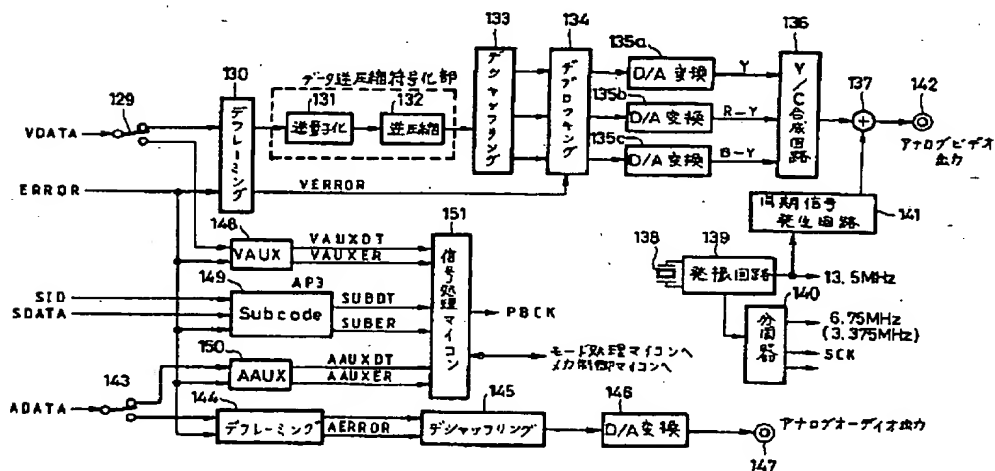 133
134
136
135a
130
データ逆圧縮符号化部
131
132
129
VDATA
デフレーミング
逆量子化
逆圧縮
デシャッフリング
デブロッキング
D/A変換
Y
135b
D/A変換
R-Y
135c
D/A変換
B-Y
Y/C合成回路
137
142
アナログビデオ
出力
ERROR
VERROR
148
151
VAUX
VAUXDT
VAUXER
149
AP3
SID
SDATA
Subcode
SUBDT
SUBER
150
AAUX
AAUXDT
AAUXER
信号処理マイコン
PBCK
モード処理マイコンへ
メカ制御マイコンへ
同期信号
発生回路
141
138
139
発振回路
13.5MHz
140
分周器
6.75MHz
(3.375MHz)
SCK
143
ADATA
144
デフレーミング
AERROR
145
デシャッフリング
146
D/A変換
アナログオーディオ出力
147